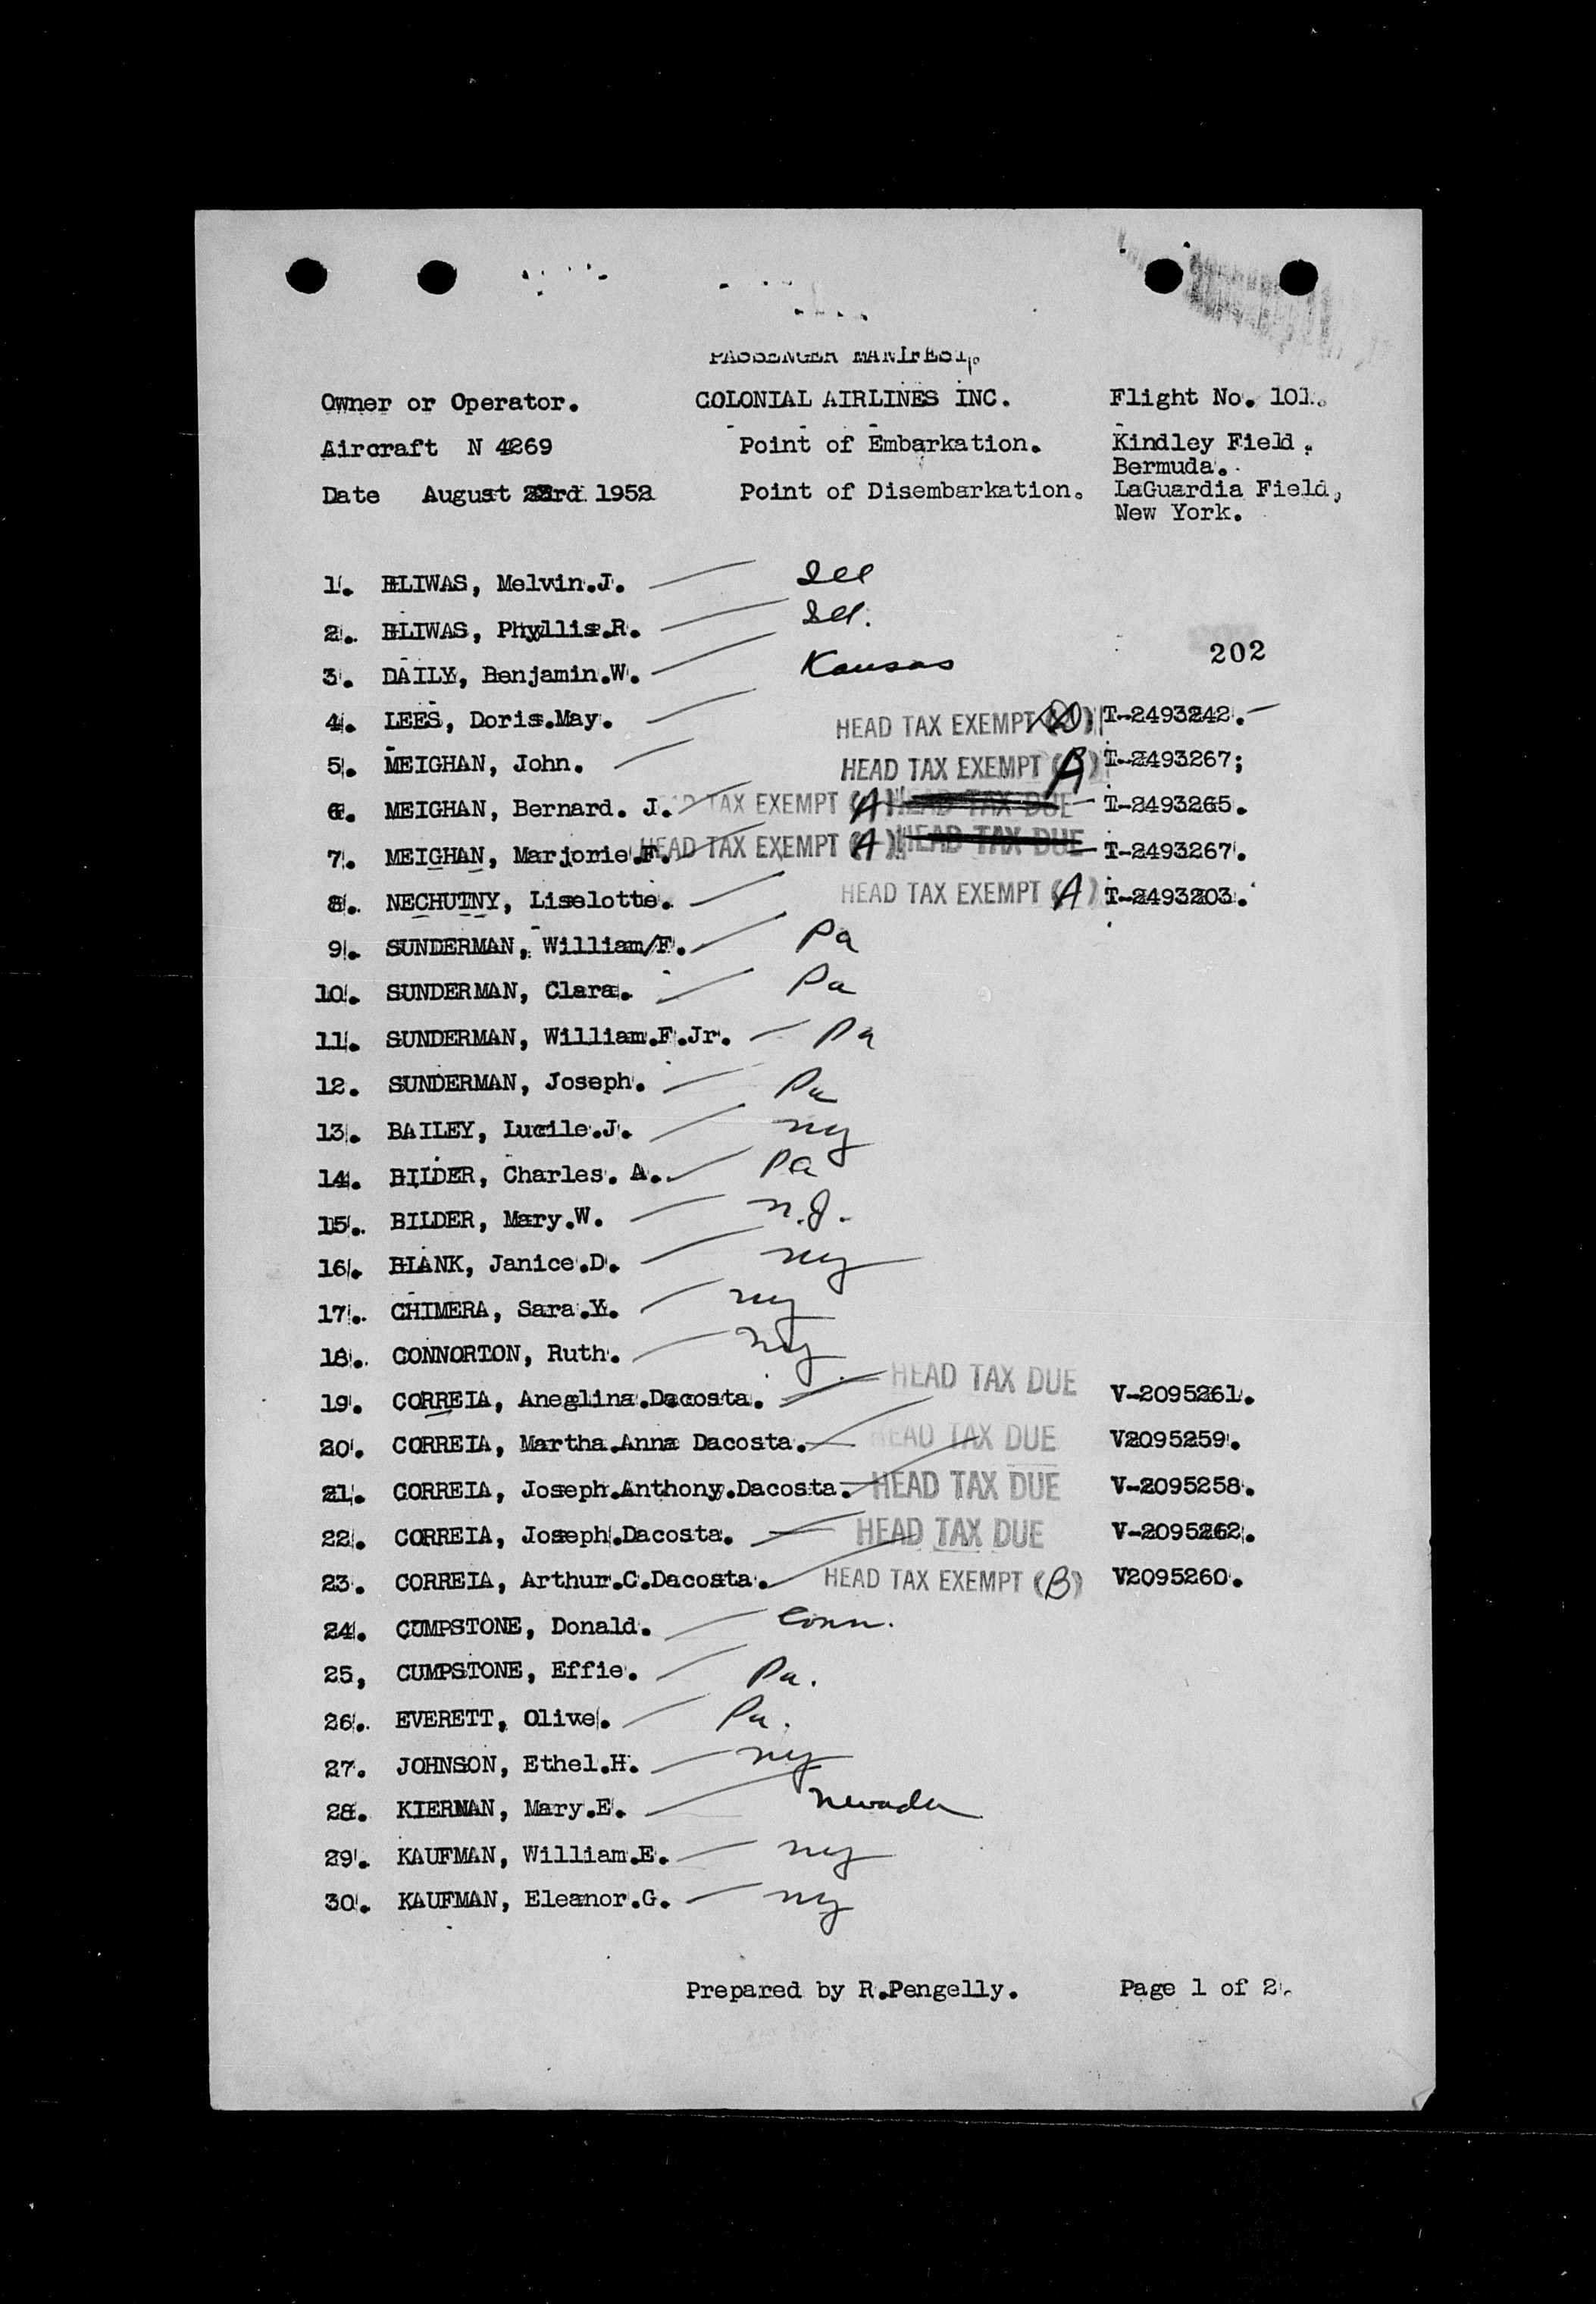 PASSENGER MANIFEST,
Owner or Operator. COLONIAL AIRLINES INC. Flight No. 101.
Aircraft N 4269 Point of Embarkation. Kindley Field.
Bermuda.
Date August 23rd 1952 Point of Disembarkation. LaGuardia Field,
New York.
1. BLIWAS, Melvin.J. Ill
2. BLIWAS, Phyllis.R. Ill.
3. DAILY, Benjamin.W. Kansas
202
4. LEES, Doris.May. HEAD TAX EXEMPT T-2493242.
5. MEIGHAN, John. HEAD TAX EXEMPT (A) T-2493267;
6. MEIGHAN, Bernard. J. HEAD TAX EXEMPT (A) HEAD TAX DUE T-2493265.
7. MEIGHAN, Marjorie.F. HEAD TAX EXEMPT (A) HEAD TAX DUE T-2493267.
8. NECHUTNY, Liselotte. HEAD TAX EXEMPT (A) T-2493203.
9. SUNDERMAN, William/F. Pa
10. SUNDERMAN, Clara. Pa
11. SUNDERMAN, William.F.Jr. Pa
12. SUNDERMAN, Joseph. Pa
13. BAILEY, Lucile.J. ny
14. BILDER, Charles. A. Pa
15. BILDER, Mary.W. n.J.
16. BLANK, Janice.D. ny
17. CHIMERA, Sara.Y. ny
18. CONNORTON, Ruth. ny
19. CORREIA, Aneglina.Dacosta. HEAD TAX DUE V-2095261.
20. CORREIA, Martha.Anna Dacosta. HEAD TAX DUE V2095259.
21. CORREIA, Joseph.Anthony.Dacosta. HEAD TAX DUE V-2095258.
22. CORREIA, Joseph.Dacosta. HEAD TAX DUE V-2095262.
23. CORREIA, Arthur.C.Dacosta. HEAD TAX EXEMPT (B) V2095260.
24. CUMPSTONE, Donald. Conn.
25, CUMPSTONE, Effie. Pa.
26. EVERETT, Olive. Pa.
27. JOHNSON, Ethel.H. ny
28. KIERNAN, Mary.E. Nevada
29. KAUFMAN, William.E. ny
30. KAUFMAN, Eleanor.G. ny
Prepared by R.Pengelly. Page 1 of 2.